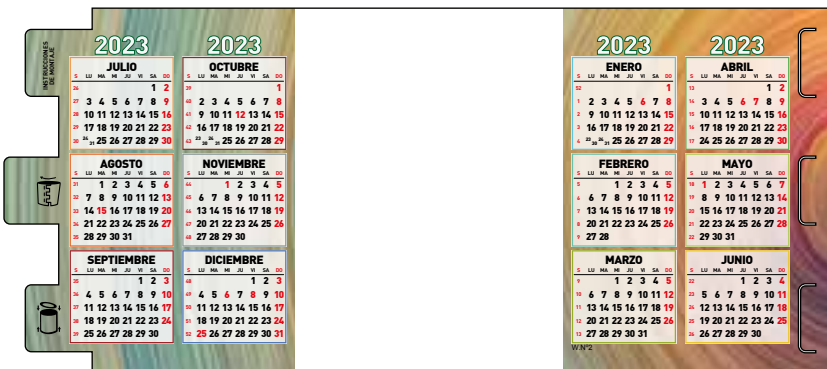 INSTRUCCIONES
DE MONTAJE
2023
JULIO
S LU MA MI JU VI SA DO
26 1 2
27 3 4 5 6 7 8 9
28 10 11 12 13 14 15 16
29 17 18 19 20 21 22 23
30 24 31 25 26 27 28 29 30
AGOSTO
S LU MA MI JU VI SA DO
31 1 2 3 4 5 6
32 7 8 9 10 11 12 13
33 14 15 16 17 18 19 20
34 21 22 23 24 25 26 27
35 28 29 30 31
SEPTIEMBRE
S LU MA MI JU VI SA DO
35 1 2 3
36 4 5 6 7 8 9 10
37 11 12 13 14 15 16 17
38 18 19 20 21 22 23 24
39 25 26 27 28 29 30
2023
OCTUBRE
S LU MA MI JU VI SA DO
39 1
40 2 3 4 5 6 7 8
41 9 10 11 12 13 14 15
42 16 17 18 19 20 21 22
43 23 30 24 31 25 26 27 28 29
NOVIEMBRE
S LU MA MI JU VI SA DO
44 1 2 3 4 5
45 6 7 8 9 10 11 12
46 13 14 15 16 17 18 19
47 20 21 22 23 24 25 26
48 27 28 29 30
DICIEMBRE
S LU MA MI JU VI SA DO
48 1 2 3
49 4 5 6 7 8 9 10
50 11 12 13 14 15 16 17
51 18 19 20 21 22 23 24
52 25 26 27 28 29 30 31
2023
ENERO
S LU MA MI JU VI SA DO
52 1
1 2 3 4 5 6 7 8
2 9 10 11 12 13 14 15
3 16 17 18 19 20 21 22
4 23 30 24 31 25 26 27 28 29
FEBRERO
S LU MA MI JU VI SA DO
5 1 2 3 4 5
6 6 7 8 9 10 11 12
7 13 14 15 16 17 18 19
8 20 21 22 23 24 25 26
9 27 28
MARZO
S LU MA MI JU VI SA DO
9 1 2 3 4 5
10 6 7 8 9 10 11 12
11 13 14 15 16 17 18 19
12 20 21 22 23 24 25 26
13 27 28 29 30 31
W.Nº2
2023
ABRIL
S LU MA MI JU VI SA DO
13 1 2
14 3 4 5 6 7 8 9
15 10 11 12 13 14 15 16
16 17 18 19 20 21 22 23
17 24 25 26 27 28 29 30
MAYO
S LU MA MI JU VI SA DO
18 1 2 3 4 5 6 7
19 8 9 10 11 12 13 14
20 15 16 17 18 19 20 21
21 22 23 24 25 26 27 28
22 29 30 31
JUNIO
S LU MA MI JU VI SA DO
22 1 2 3 4
23 5 6 7 8 9 10 11
24 12 13 14 15 16 17 18
25 19 20 21 22 23 24 25
26 26 27 28 29 30